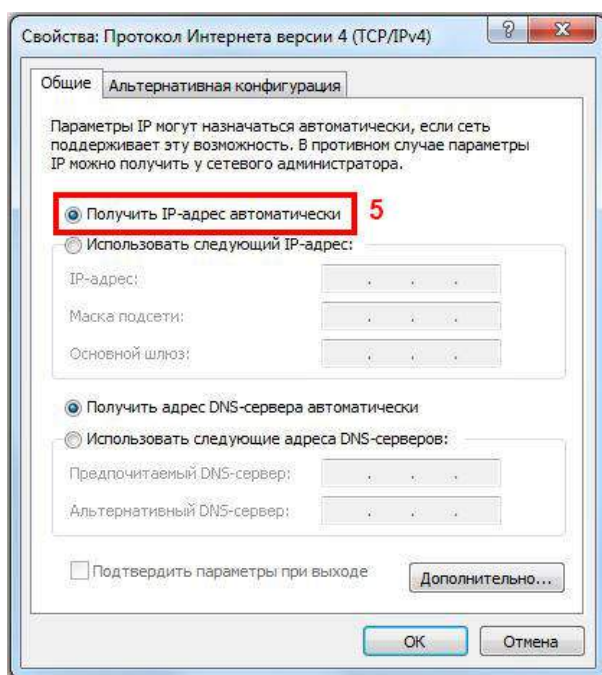 Свойства: Протокол Интернета версии 4 (TCP/IPv4)
Общие
Альтернативная конфигурация
Параметры IP могут назначаться автоматически, если сеть
поддерживает эту возможность. В противном случае параметры
IP можно получить у сетевого администратора.
Получить IP-адрес автоматически
5
Использовать следующий IP-адрес:
IP-адрес:
Маска подсети:
Основной шлюз:
Получить адрес DNS-сервера автоматически
Использовать следующие адреса DNS-серверов:
Предпочитаемый DNS-сервер:
Альтернативный DNS-сервер:
Подтвердить параметры при выходе
Дополнительно...
ОК
Отмена